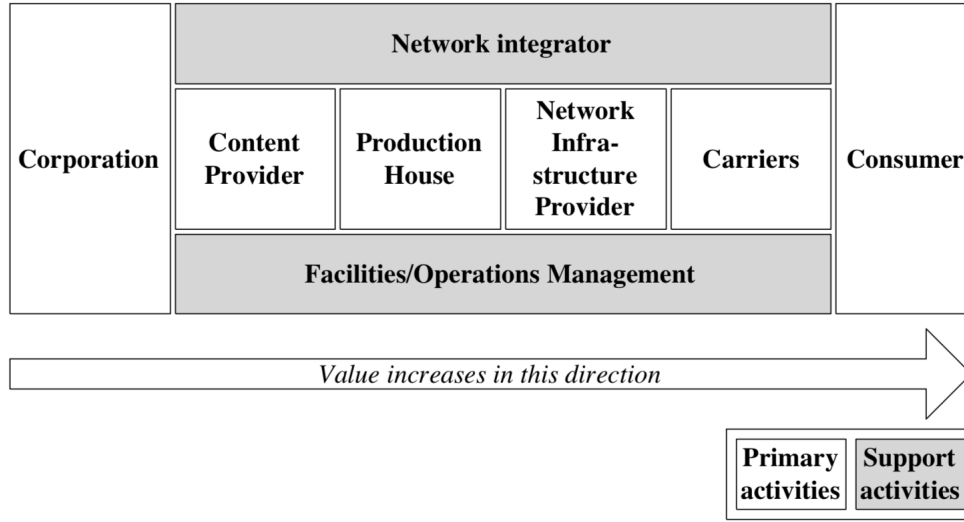 Network integrator
Corporation
Content
Provider
Production
House
Network
Infra-
structure
Provider
Carriers
Consumer
Facilities/Operations Management
Value increases in this direction
Primary
activities
Support
activities